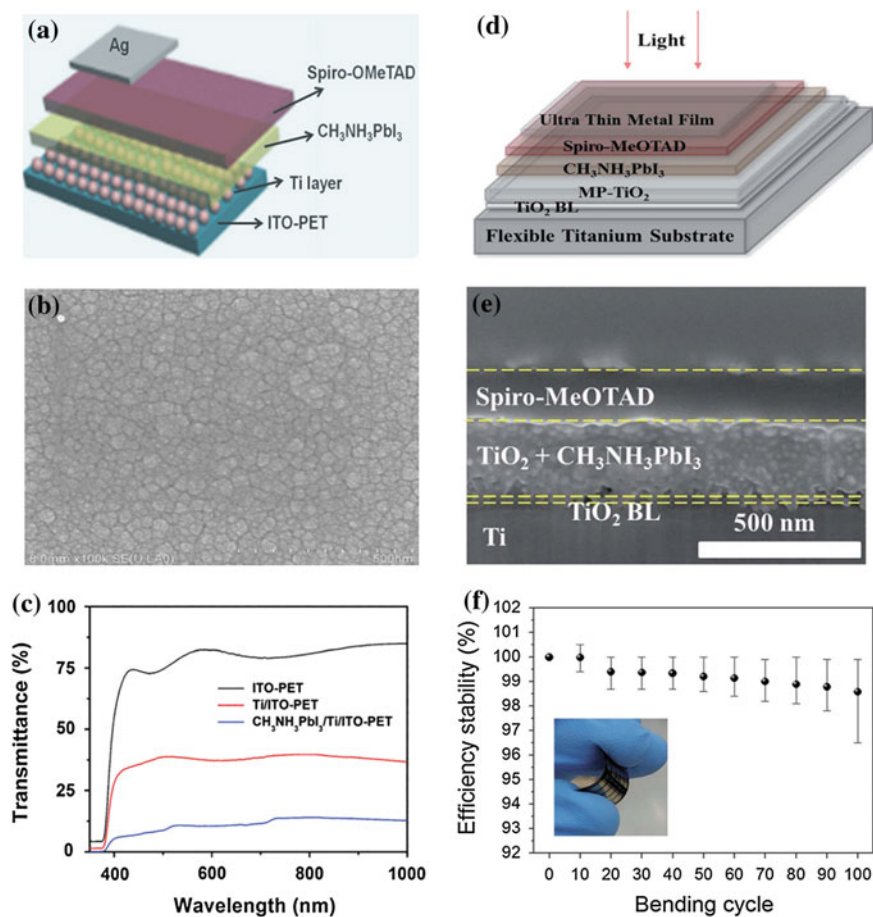 (a)
Ag
Spiro-OMeTAD
CH₃NH₃PbI₃
Ti layer
ITO-PET
(d)
Light
Ultra Thin Metal Film
Spiro-MeOTAD
CH₃NH₃PbI₃
MP-TiO₂
TiO₂ BL
Flexible Titanium Substrate
(b)
500nm
(e)
Spiro-MeOTAD
TiO₂ + CH₃NH₃PbI₃
TiO₂ BL
Ti
500 nm
(c)
Transmittance (%)
100
75
50
25
0
ITO-PET
Ti/ITO-PET
CH₃NH₃PbI₃/Ti/ITO-PET
400 600 800 1000
Wavelength (nm)
(f)
Efficiency stability (%)
102
101
100
99
98
97
96
95
94
93
92
0 10 20 30 40 50 60 70 80 90 100
Bending cycle